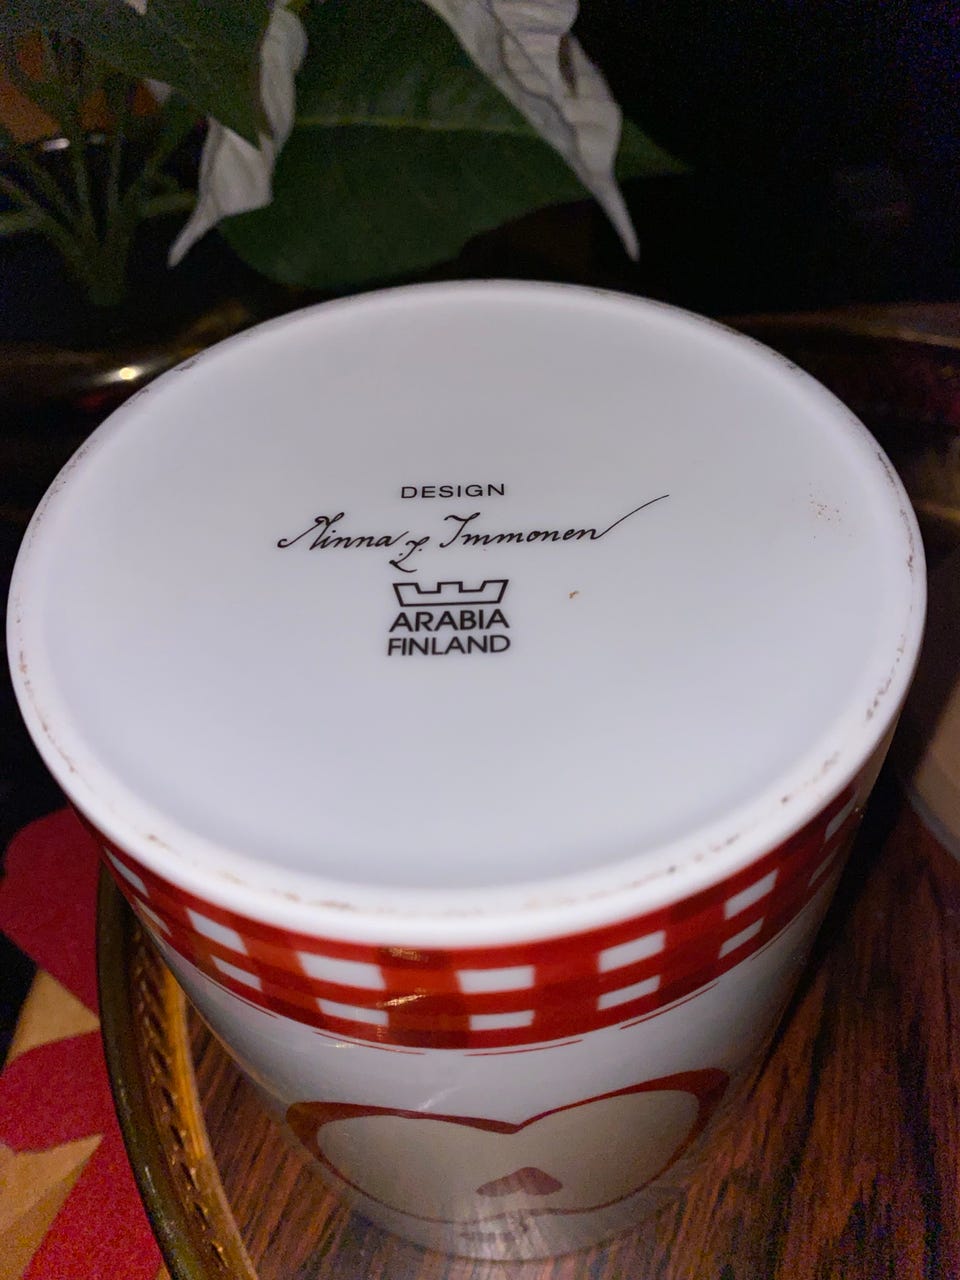 DESIGN
Minna L Immonen
ARABIA
FINLAND